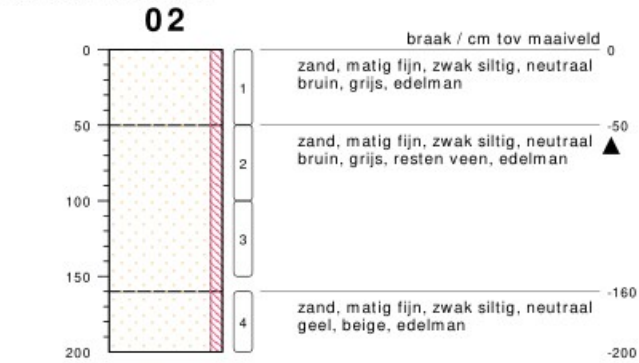 02
braak / cm tov maaiveld
0
0
zand, matig fijn, zwak siltig, neutraal
bruin, grijs, edelman
1
50
-50
zand, matig fijn, zwak siltig, neutraal
bruin, grijs, resten veen, edelman
2
100
3
150
-160
zand, matig fijn, zwak siltig, neutraal
geel, beige, edelman
4
200
-200